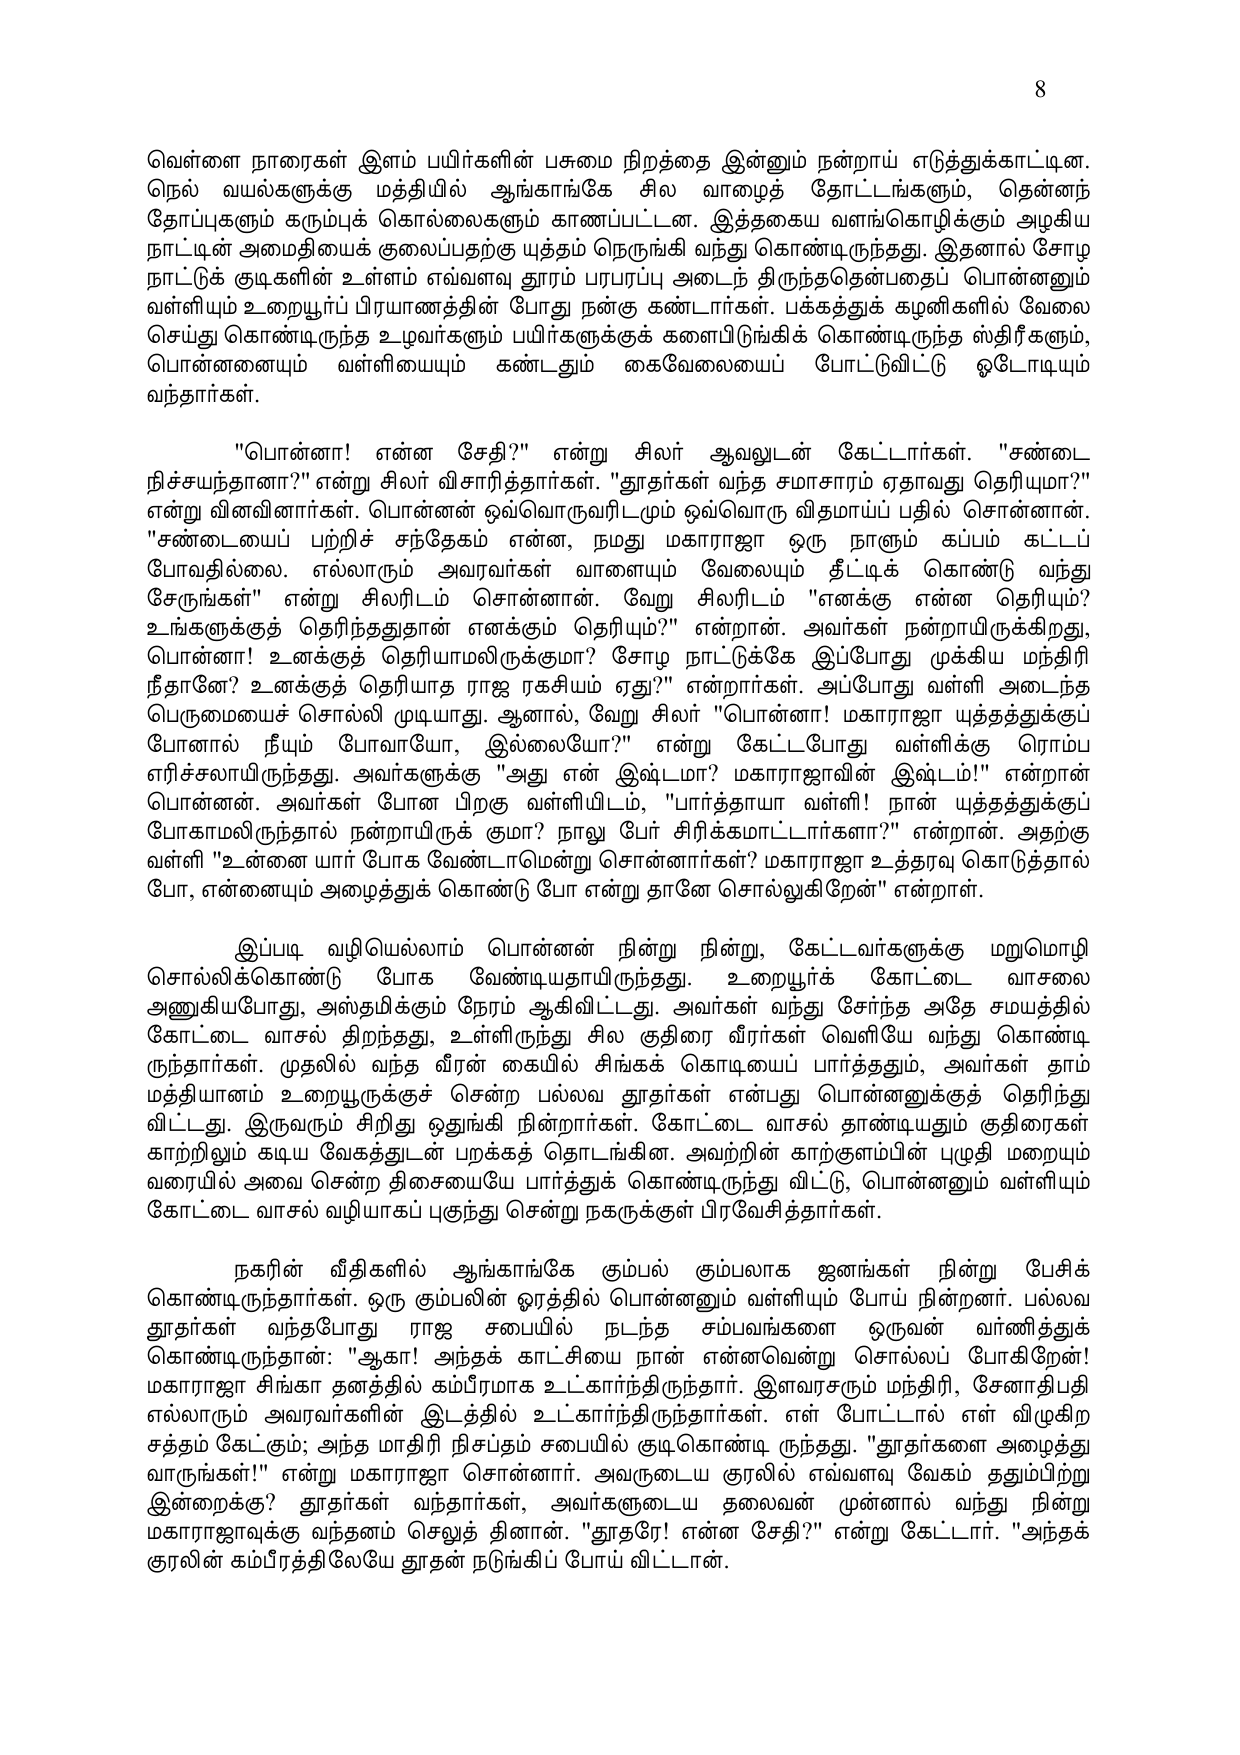 8
வெள்ளை நாரைகள் இளம் பயிர்களின் பசுமை நிறத்தை இன்னும் நன்றாய் எடுத்துக்காட்டின.
நெல் வயல்களுக்கு மத்தியில் ஆங்காங்கே சில வாழைத் தோட்டங்களும், தென்னந்
தோப்புகளும் கரும்புக் கொல்லைகளும் காணப்பட்டன. இத்தகைய வளங்கொழிக்கும் அழகிய
நாட்டின் அமைதியைக் குலைப்பதற்கு யுத்தம் நெருங்கி வந்து கொண்டிருந்தது. இதனால் சோழ
நாட்டுக் குடிகளின் உள்ளம் எவ்வளவு தூரம் பரபரப்பு அடைந் திருந்ததென்பதைப் பொன்னனும்
வள்ளியும் உறையூர்ப் பிரயாணத்தின் போது நன்கு கண்டார்கள். பக்கத்துக் கழனிகளில் வேலை
செய்து கொண்டிருந்த உழவர்களும் பயிர்களுக்குக் களைபிடுங்கிக் கொண்டிருந்த ஸ்திரீகளும்,
பொன்னனையும் வள்ளியையும் கண்டதும் கைவேலையைப் போட்டுவிட்டு ஓடோடியும்
வந்தார்கள்.
"பொன்னா! என்ன சேதி?" என்று சிலர் ஆவலுடன் கேட்டார்கள். "சண்டை
நிச்சயந்தானா?" என்று சிலர் விசாரித்தார்கள். "தூதர்கள் வந்த சமாசாரம் ஏதாவது தெரியுமா?"
என்று வினவினார்கள். பொன்னன் ஒவ்வொருவரிடமும் ஒவ்வொரு விதமாய்ப் பதில் சொன்னான்.
"சண்டையைப் பற்றிச் சந்தேகம் என்ன, நமது மகாராஜா ஒரு நாளும் கப்பம் கட்டப்
போவதில்லை. எல்லாரும் அவரவர்கள் வாளையும் வேலையும் தீட்டிக் கொண்டு வந்து
சேருங்கள்" என்று சிலரிடம் சொன்னான். வேறு சிலரிடம் "எனக்கு என்ன தெரியும்?
உங்களுக்குத் தெரிந்ததுதான் எனக்கும் தெரியும்?" என்றான். அவர்கள் நன்றாயிருக்கிறது,
பொன்னா! உனக்குத் தெரியாமலிருக்குமா? சோழ நாட்டுக்கே இப்போது முக்கிய மந்திரி
நீதானே? உனக்குத் தெரியாத ராஜ ரகசியம் ஏது?" என்றார்கள். அப்போது வள்ளி அடைந்த
பெருமையைச் சொல்லி முடியாது. ஆனால், வேறு சிலர் "பொன்னா! மகாராஜா யுத்தத்துக்குப்
போனால் நீயும் போவாயோ, இல்லையோ?" என்று கேட்டபோது வள்ளிக்கு ரொம்ப
எரிச்சலாயிருந்தது. அவர்களுக்கு "அது என் இஷ்டமா? மகாராஜாவின் இஷ்டம்!" என்றான்
பொன்னன். அவர்கள் போன பிறகு வள்ளியிடம், "பார்த்தாயா வள்ளி! நான் யுத்தத்துக்குப்
போகாமலிருந்தால் நன்றாயிருக் குமா? நாலு பேர் சிரிக்கமாட்டார்களா?" என்றான். அதற்கு
வள்ளி "உன்னை யார் போக வேண்டாமென்று சொன்னார்கள்? மகாராஜா உத்தரவு கொடுத்தால்
போ, என்னையும் அழைத்துக் கொண்டு போ என்று தானே சொல்லுகிறேன்" என்றாள்.
இப்படி வழியெல்லாம் பொன்னன் நின்று நின்று, கேட்டவர்களுக்கு மறுமொழி
சொல்லிக்கொண்டு போக வேண்டியதாயிருந்தது. உறையூர்க் கோட்டை வாசலை
அணுகியபோது, அஸ்தமிக்கும் நேரம் ஆகிவிட்டது. அவர்கள் வந்து சேர்ந்த அதே சமயத்தில்
கோட்டை வாசல் திறந்தது, உள்ளிருந்து சில குதிரை வீரர்கள் வெளியே வந்து கொண்டி
ருந்தார்கள். முதலில் வந்த வீரன் கையில் சிங்கக் கொடியைப் பார்த்ததும், அவர்கள் தாம்
மத்தியானம் உறையூருக்குச் சென்ற பல்லவ தூதர்கள் என்பது பொன்னனுக்குத் தெரிந்து
விட்டது. இருவரும் சிறிது ஒதுங்கி நின்றார்கள். கோட்டை வாசல் தாண்டியதும் குதிரைகள்
காற்றிலும் கடிய வேகத்துடன் பறக்கத் தொடங்கின. அவற்றின் காற்குளம்பின் புழுதி மறையும்
வரையில் அவை சென்ற திசையையே பார்த்துக் கொண்டிருந்து விட்டு, பொன்னனும் வள்ளியும்
கோட்டை வாசல் வழியாகப் புகுந்து சென்று நகருக்குள் பிரவேசித்தார்கள்.
நகரின் வீதிகளில் ஆங்காங்கே கும்பல் கும்பலாக ஜனங்கள் நின்று பேசிக்
கொண்டிருந்தார்கள். ஒரு கும்பலின் ஓரத்தில் பொன்னனும் வள்ளியும் போய் நின்றனர். பல்லவ
தூதர்கள் வந்தபோது ராஜ சபையில் நடந்த சம்பவங்களை ஒருவன் வர்ணித்துக்
கொண்டிருந்தான்: "ஆகா! அந்தக் காட்சியை நான் என்னவென்று சொல்லப் போகிறேன்!
மகாராஜா சிங்கா தனத்தில் கம்பீரமாக உட்கார்ந்திருந்தார். இளவரசரும் மந்திரி, சேனாதிபதி
எல்லாரும் அவரவர்களின் இடத்தில் உட்கார்ந்திருந்தார்கள். எள் போட்டால் எள் விழுகிற
சத்தம் கேட்கும்; அந்த மாதிரி நிசப்தம் சபையில் குடிகொண்டி ருந்தது. "தூதர்களை அழைத்து
வாருங்கள்!" என்று மகாராஜா சொன்னார். அவருடைய குரலில் எவ்வளவு வேகம் ததும்பிற்று
இன்றைக்கு? தூதர்கள் வந்தார்கள், அவர்களுடைய தலைவன் முன்னால் வந்து நின்று
மகாராஜாவுக்கு வந்தனம் செலுத் தினான். "தூதரே! என்ன சேதி?" என்று கேட்டார். "அந்தக்
குரலின் கம்பீரத்திலேயே தூதன் நடுங்கிப் போய் விட்டான்.